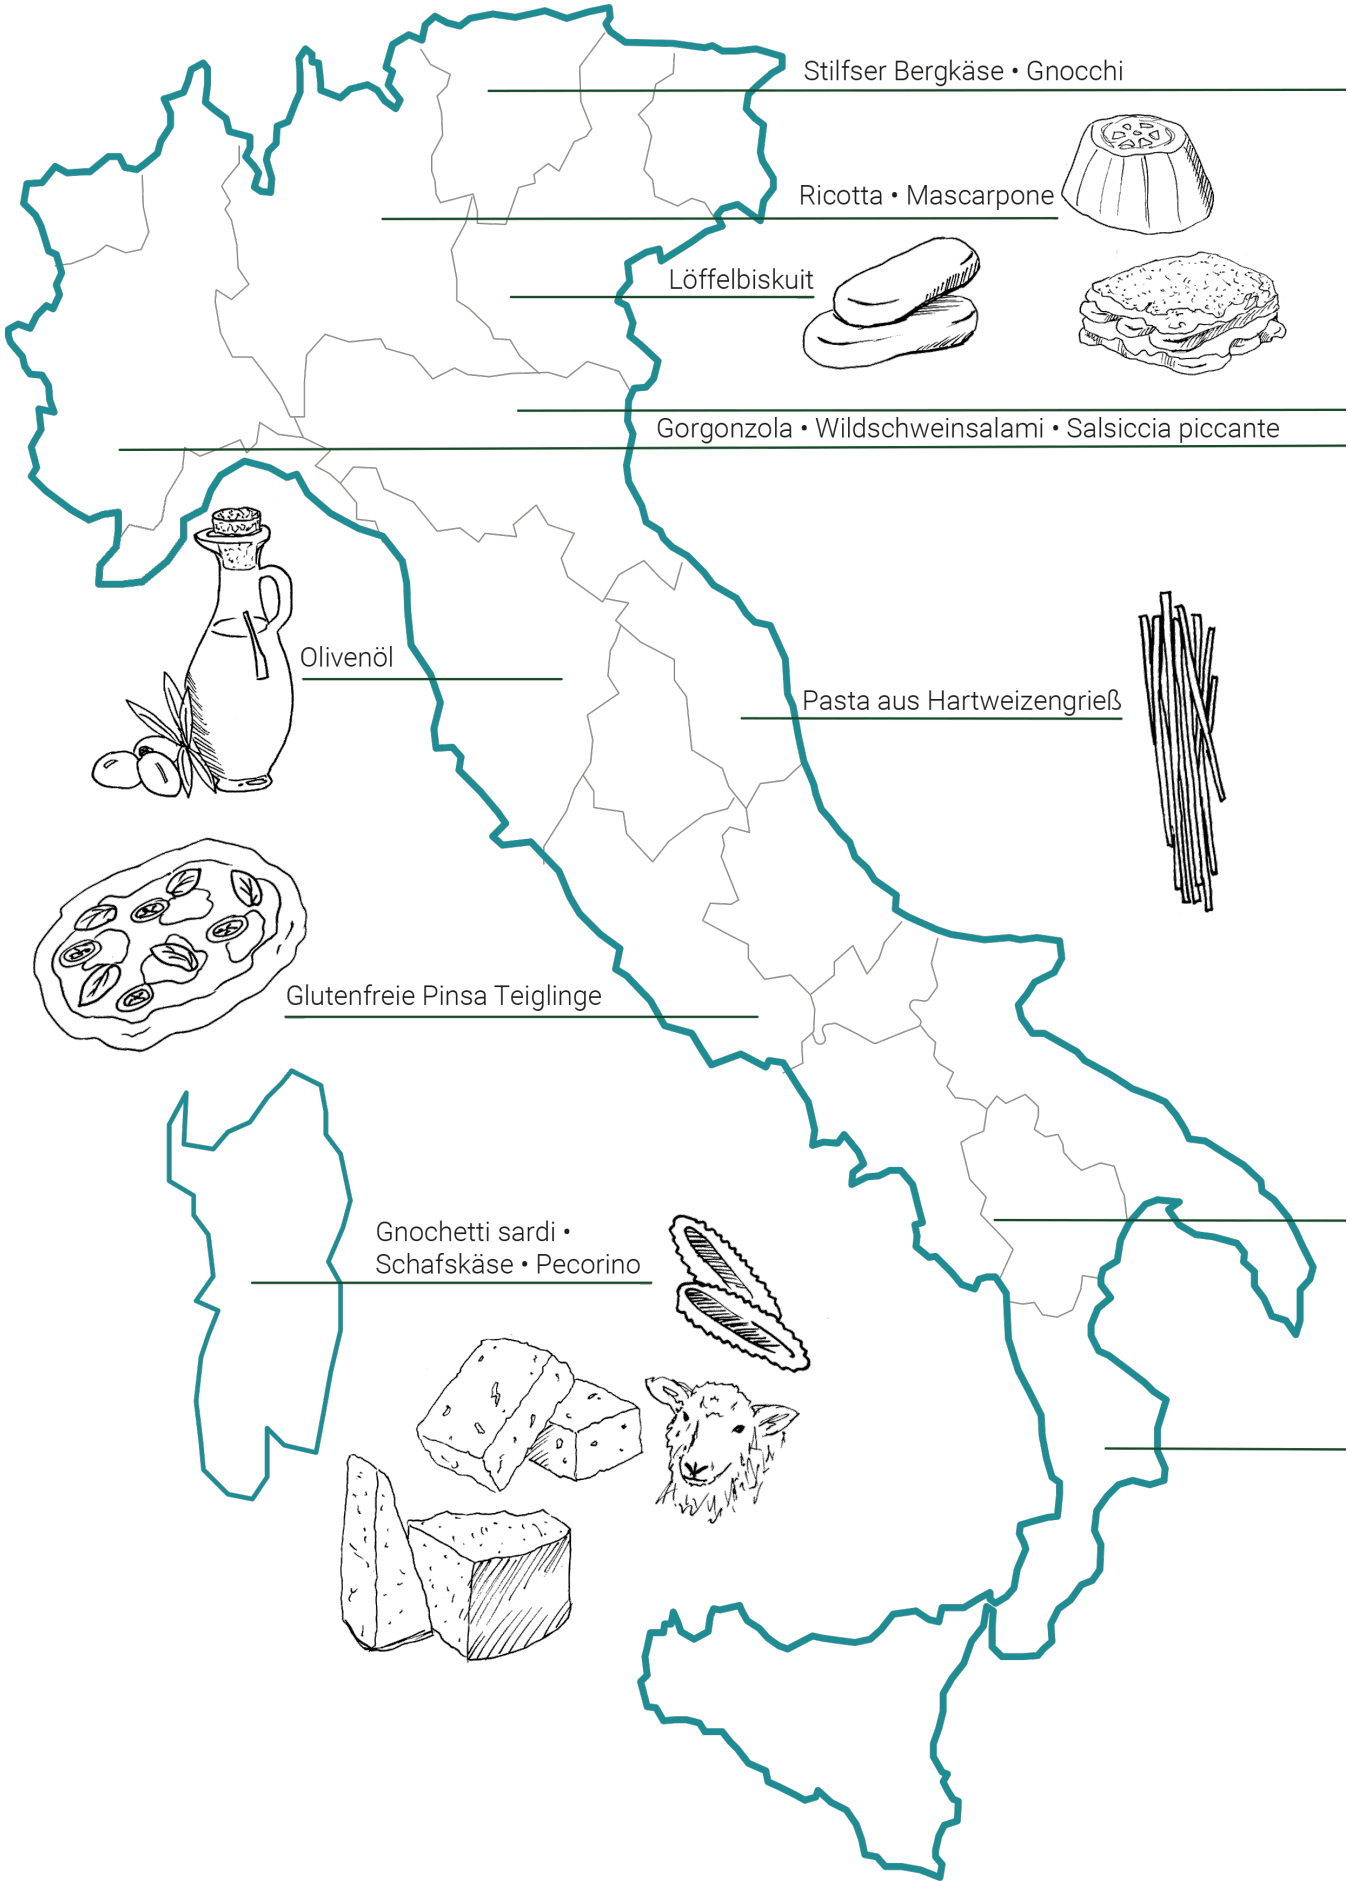 Stilfser Bergkäse • Gnocchi
Ricotta • Mascarpone
Löffelbiskuit
Gorgonzola • Wildschweinsalami • Salsiccia piccante
Olivenöl
Pasta aus Hartweizengrieß
Glutenfreie Pinsa Teiglinge
Gnochetti sardi •
Schafskäse • Pecorino